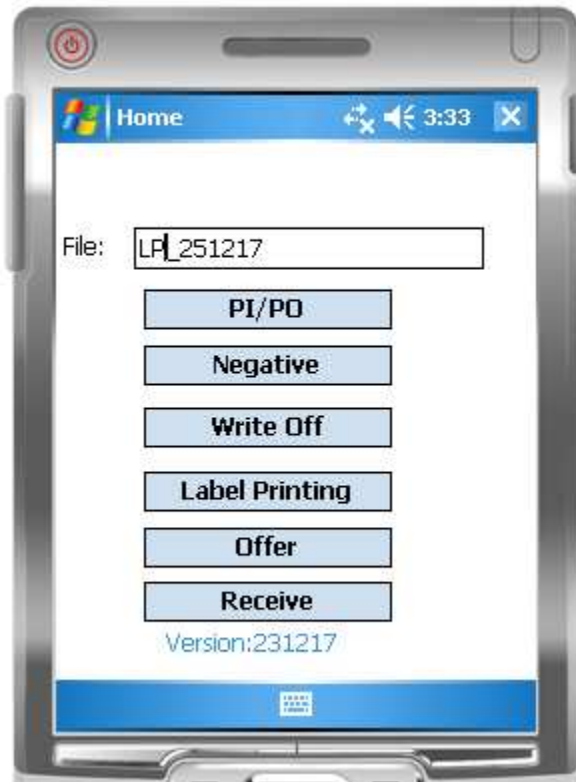 Home 3:33
File: LP_251217
PI/PO
Negative
Write Off
Label Printing
Offer
Receive
Version:231217